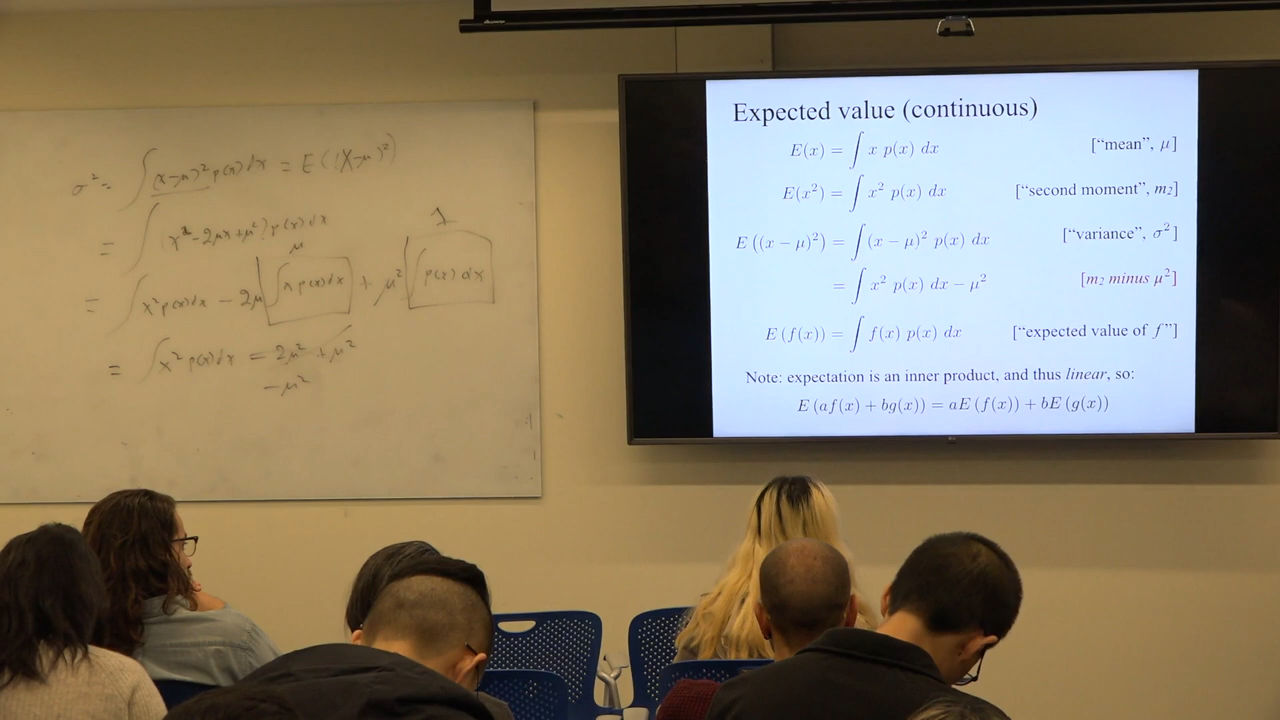 σ² = ∫(x-μ)² p(x) dx = E((X-μ)²)
= ∫(x² - 2μx + μ²) p(x) dx
μ 1
= ∫x² p(x) dx - 2μ ∫x p(x) dx + μ² ∫p(x) dx
= ∫x² p(x) dx = 2μ² + μ²
- μ²
Expected value (continuous)
E(x) = ∫ x p(x) dx ["mean", μ]
E(x²) = ∫ x² p(x) dx ["second moment", m₂]
E ((x − μ)²) = ∫ (x − μ)² p(x) dx ["variance", σ²]
= ∫ x² p(x) dx − μ² [m₂ minus μ²]
E (f(x)) = ∫ f(x) p(x) dx ["expected value of f"]
Note: expectation is an inner product, and thus linear, so:
E (af(x) + bg(x)) = aE (f(x)) + bE (g(x))